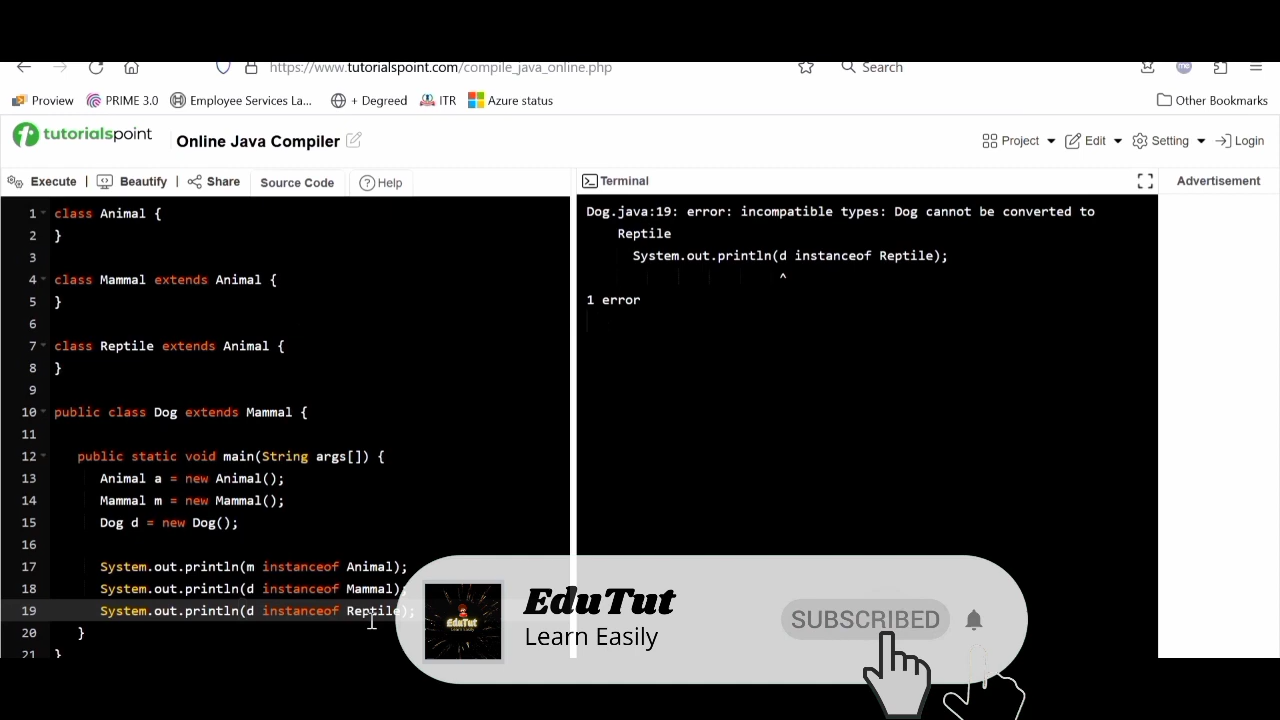 https://www.tutorialspoint.com/compile_java_online.php
Search
Proview
PRIME 3.0
Employee Services La...
+ Degreed
ITR
Azure status
Other Bookmarks
tutorialspoint
Online Java Compiler
Project
Edit
Setting
Login
Execute
Beautify
Share
Source Code
Help
Terminal
Advertisement
1 class Animal {
2 }
3
4 class Mammal extends Animal {
5 }
6
7 class Reptile extends Animal {
8 }
9
10 public class Dog extends Mammal {
11
12 public static void main(String args[]) {
13 Animal a = new Animal();
14 Mammal m = new Mammal();
15 Dog d = new Dog();
16
17 System.out.println(m instanceof Animal);
18 System.out.println(d instanceof Mammal);
19 System.out.println(d instanceof Reptile);
20 }
21 }
Dog.java:19: error: incompatible types: Dog cannot be converted to
Reptile
System.out.println(d instanceof Reptile);
^
1 error
EduTut
Learn Easily
SUBSCRIBED